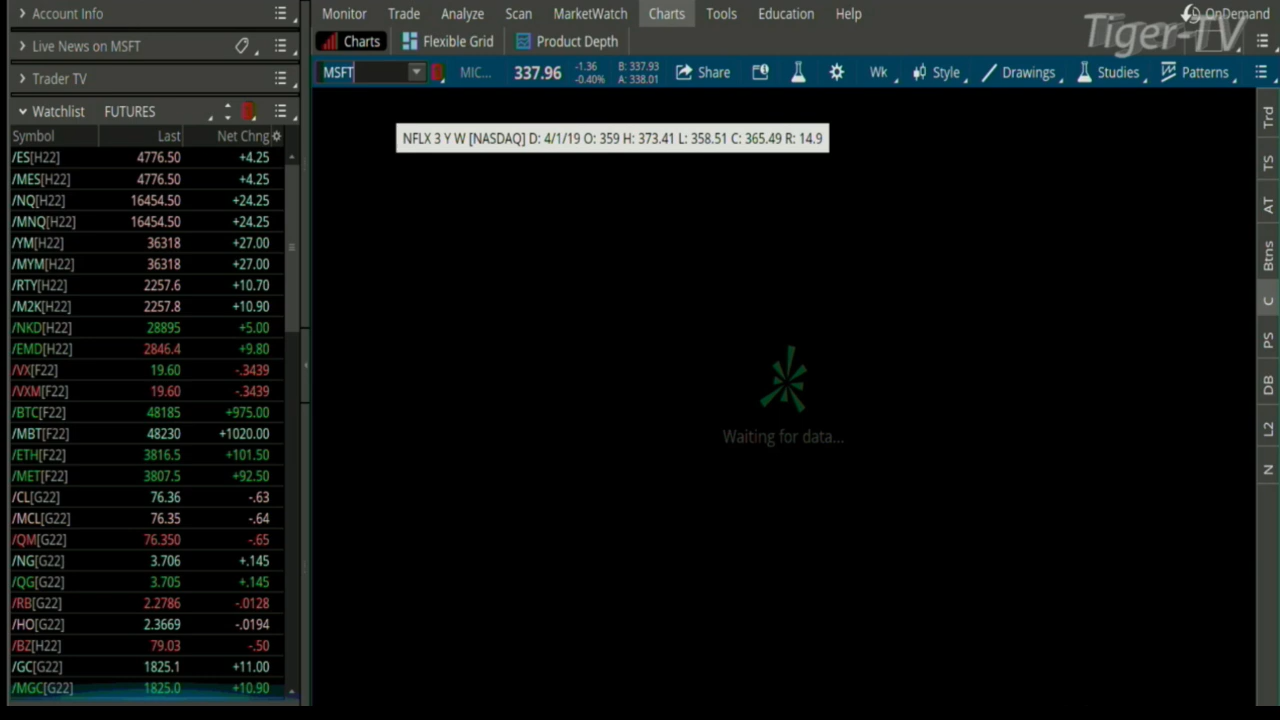 Account Info
Live News on MSFT
Trader TV
Watchlist FUTURES
Symbol Last Net Chng
/ES[H22] 4776.50 +4.25
/MES[H22] 4776.50 +4.25
/NQ[H22] 16454.50 +24.25
/MNQ[H22] 16454.50 +24.25
/YM[H22] 36318 +27.00
/MYM[H22] 36318 +27.00
/RTY[H22] 2257.6 +10.70
/M2K[H22] 2257.8 +10.90
/NKD[H22] 28895 +5.00
/EMD[H22] 2846.4 +9.80
/VX[F22] 19.60 -.3439
/VXM[F22] 19.60 -.3439
/BTC[F22] 48185 +975.00
/MBT[F22] 48230 +1020.00
/ETH[F22] 3816.5 +101.50
/MET[F22] 3807.5 +92.50
/CL[G22] 76.36 -.63
/MCL[G22] 76.35 -.64
/QM[G22] 76.350 -.65
/NG[G22] 3.706 +.145
/QG[G22] 3.705 +.145
/RB[G22] 2.2786 -.0128
/HO[G22] 2.3669 -.0194
/BZ[H22] 79.03 -.50
/GC[G22] 1825.1 +11.00
/MGC[G22] 1825.0 +10.90
Monitor Trade Analyze Scan MarketWatch Charts Tools Education Help OnDemand
Tiger-TV
Charts Flexible Grid Product Depth
MSFT MIC... 337.96 -1.36 B: 337.93 Share Wk Style Drawings Studies Patterns
-0.40% A: 338.01
NFLX 3 Y W [NASDAQ] D: 4/1/19 O: 359 H: 373.41 L: 358.51 C: 365.49 R: 14.9
Waiting for data...
Trd
TS
AT
Btns
C
PS
DB
L2
N